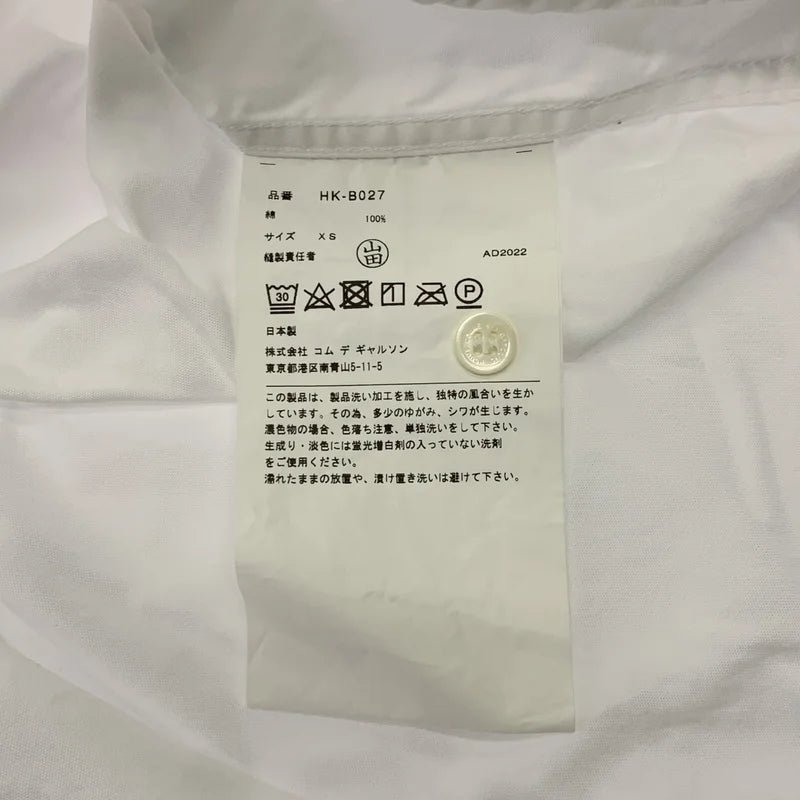 品番 HK-B027
綿 100%
サイズ XS
縫製責任者 山田 AD2022
30 1 P
日本製
株式会社 コム デ ギャルソン
東京都港区南青山5-11-5
この製品は、製品洗い加工を施し、独特の風合いを生か
しています。その為、多少のゆがみ、シワが生じます。
濃色物の場合、色落ち注意、単独洗いをして下さい。
生成り・淡色には蛍光増白剤の入っていない洗剤
をご使用ください。
濡れたままの放置や、漬け置き洗いは避けて下さい。